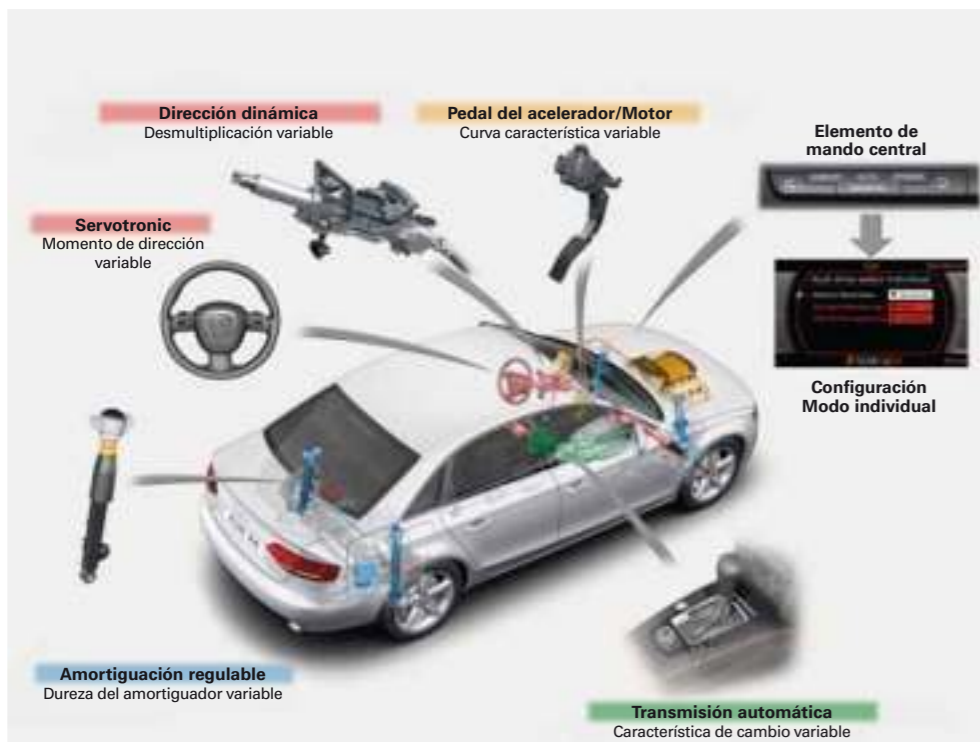 Dirección dinámica
Desmultiplicación variable
Pedal del acelerador/Motor
Curva característica variable
Elemento de
mando central
Servotronic
Momento de dirección
variable
Configuración
Modo individual
Amortiguación regulable
Dureza del amortiguador variable
Transmisión automática
Característica de cambio variable